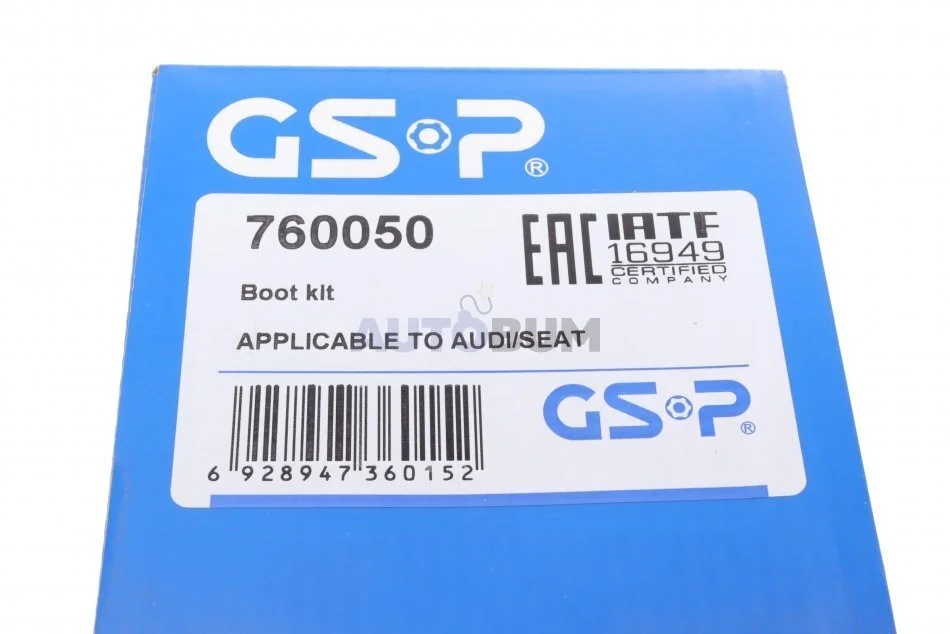 GSP®
760050
EAC
IATF
16949
CERTIFIED
COMPANY
Boot kit
AUTOBUM
APPLICABLE TO AUDI/SEAT
GSP®
6 928947 360152